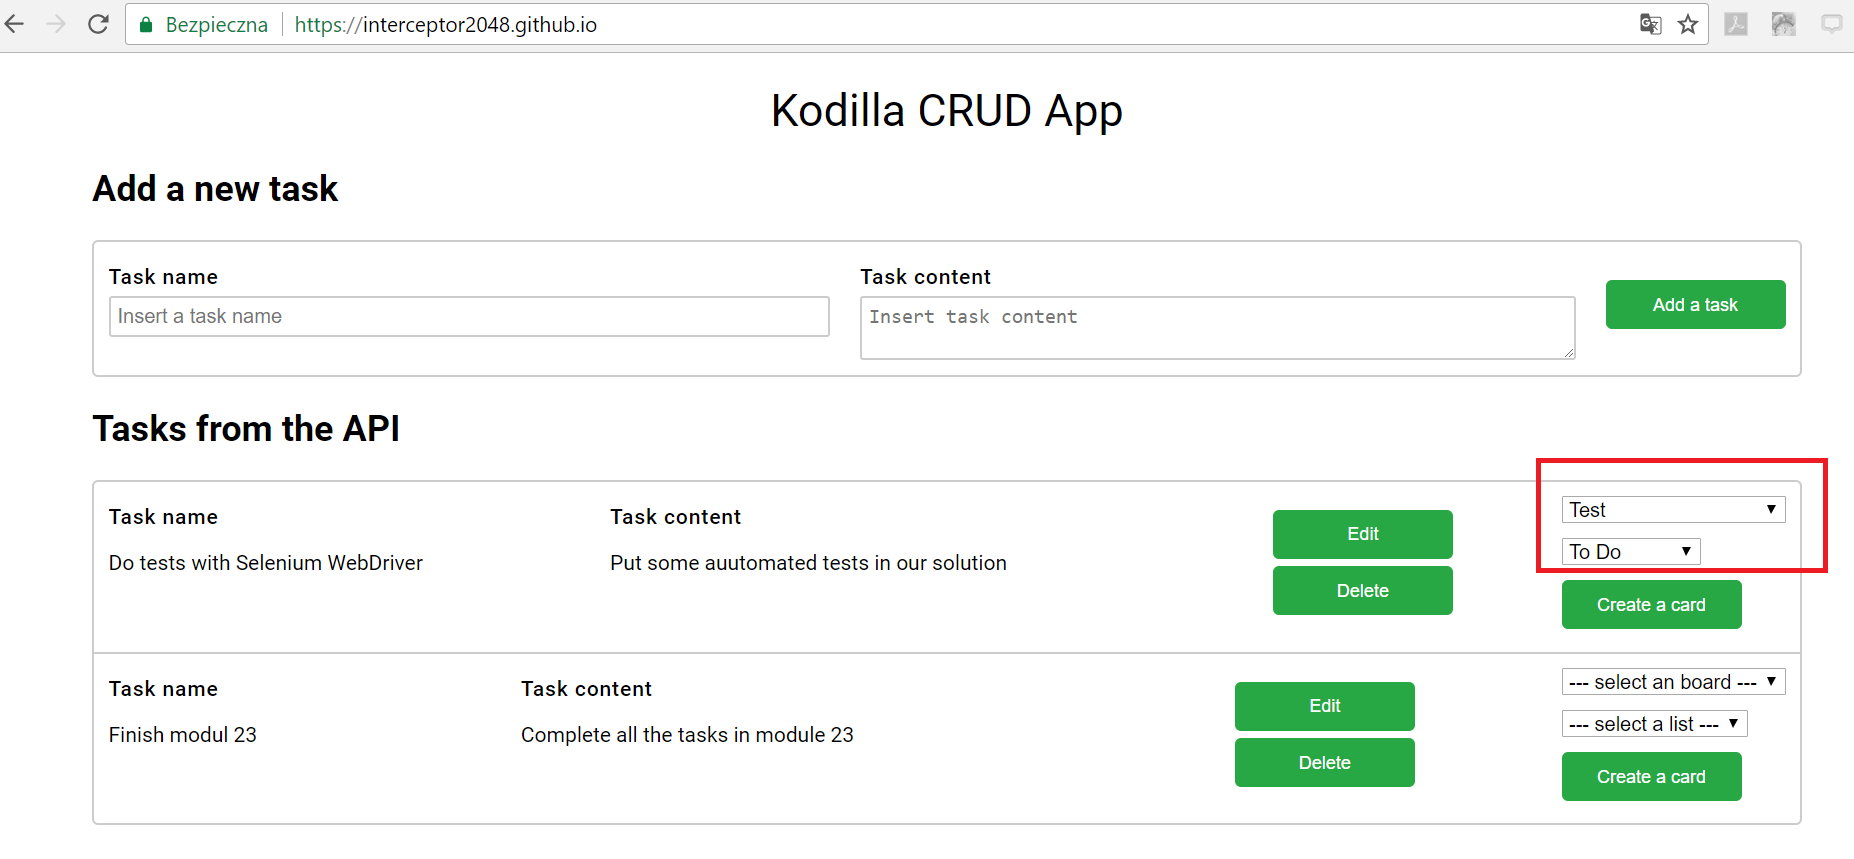 Bezpieczna https://interceptor2048.github.io
Kodilla CRUD App
Add a new task
Task name Task content
Insert a task name Insert task content Add a task
Tasks from the API
Task name Task content Edit Test
Do tests with Selenium WebDriver Put some auutomated tests in our solution To Do
Delete Create a card
Task name Task content Edit --- select an board ---
Finish modul 23 Complete all the tasks in module 23 --- select a list ---
Delete Create a card